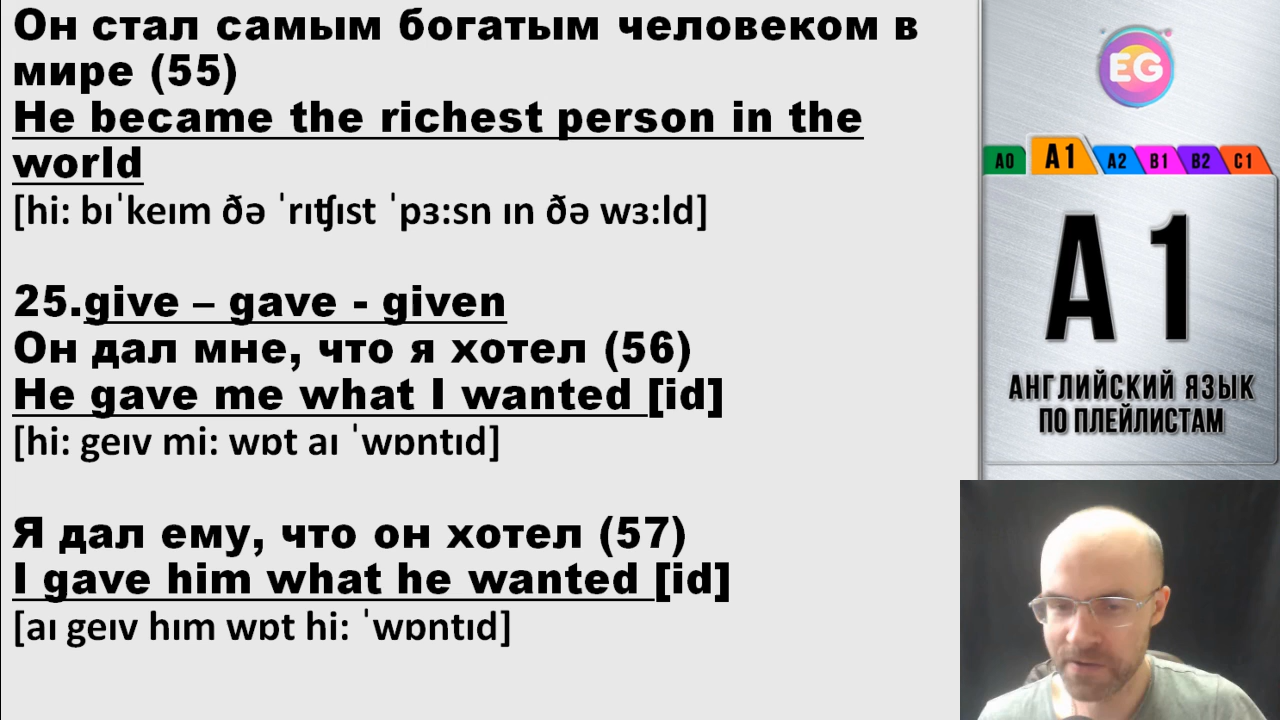 Он стал самым богатым человеком в
мире (55)
He became the richest person in the
world
[hi: bɪˈkeɪm ðə ˈrɪʧɪst ˈpɜ:sn ɪn ðə wɜ:ld]
25.give – gave - given
Он дал мне, что я хотел (56)
He gave me what I wanted [id]
[hi: geɪv mi: wɒt aɪ ˈwɒntɪd]
Я дал ему, что он хотел (57)
I gave him what he wanted [id]
[aɪ geɪv hɪm wɒt hi: ˈwɒntɪd]
EG
A0 A1 A2 B1 B2 C1
A1
АНГЛИЙСКИЙ ЯЗЫК
ПО ПЛЕЙЛИСТАМ